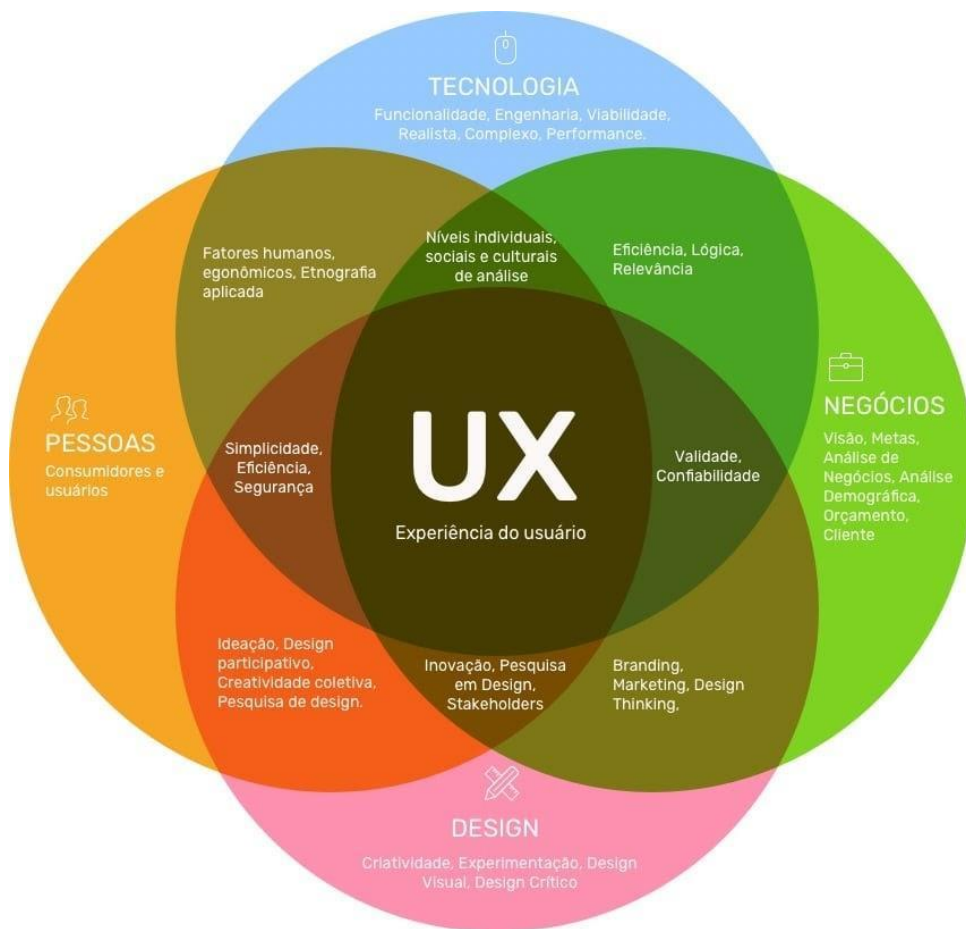 TECNOLOGIA
Funcionalidade, Engenharia, Viabilidade,
Realista, Complexo, Performance.
Fatores humanos,
egonômicos, Etnografia
aplicada
Níveis individuais,
sociais e culturais
de análise
Eficiência, Lógica,
Relevância
PESSOAS
Consumidores e
usuários
Simplicidade,
Eficiência,
Segurança
UX
Experiência do usuário
Validade,
Confiabilidade
NEGÓCIOS
Visão, Metas,
Análise de
Negócios, Análise
Demográfica,
Orçamento,
Cliente
Ideação, Design
participativo,
Creatividade coletiva,
Pesquisa de design.
Inovação, Pesquisa
em Design,
Stakeholders
Branding,
Marketing, Design
Thinking,
DESIGN
Criatividade, Experimentação, Design
Visual, Design Crítico